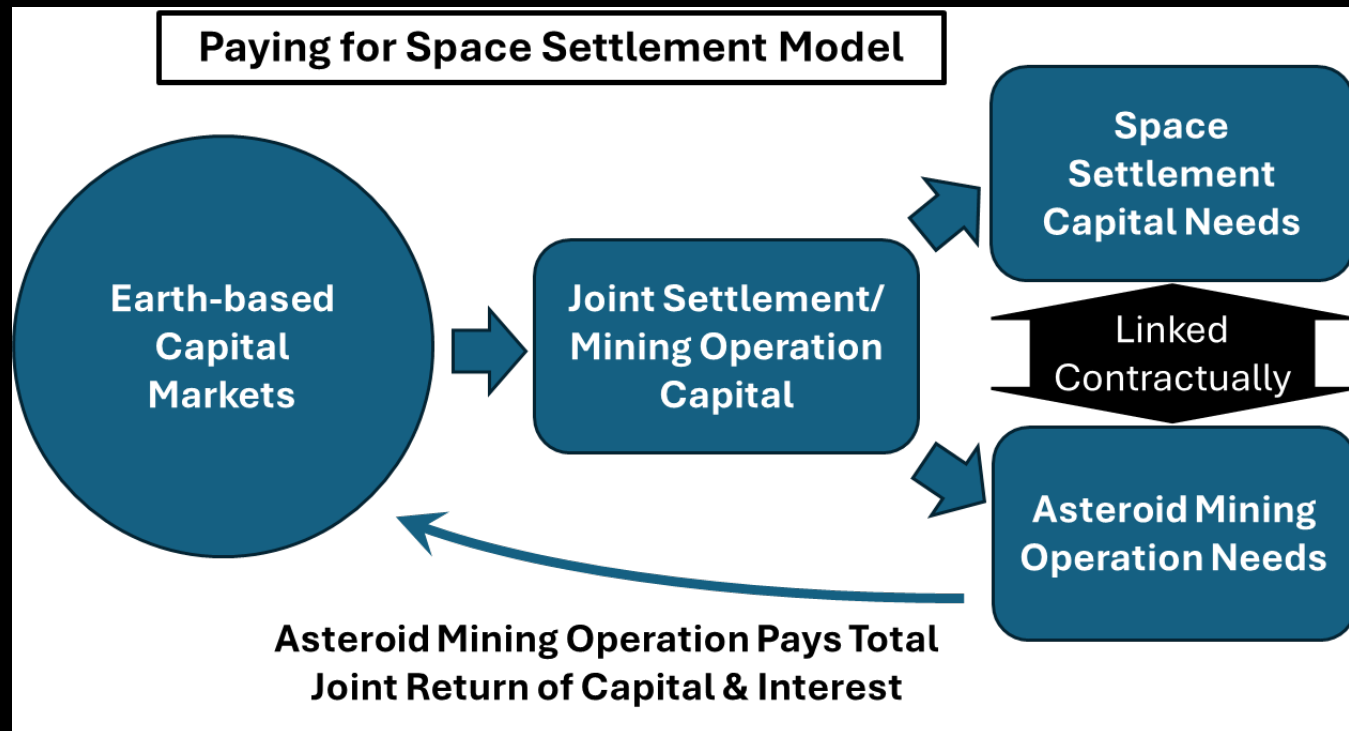 Paying for Space Settlement Model
Earth-based
Capital
Markets
Joint Settlement/
Mining Operation
Capital
Space
Settlement
Capital Needs
Linked
Contractually
Asteroid Mining
Operation Needs
Asteroid Mining Operation Pays Total
Joint Return of Capital & Interest